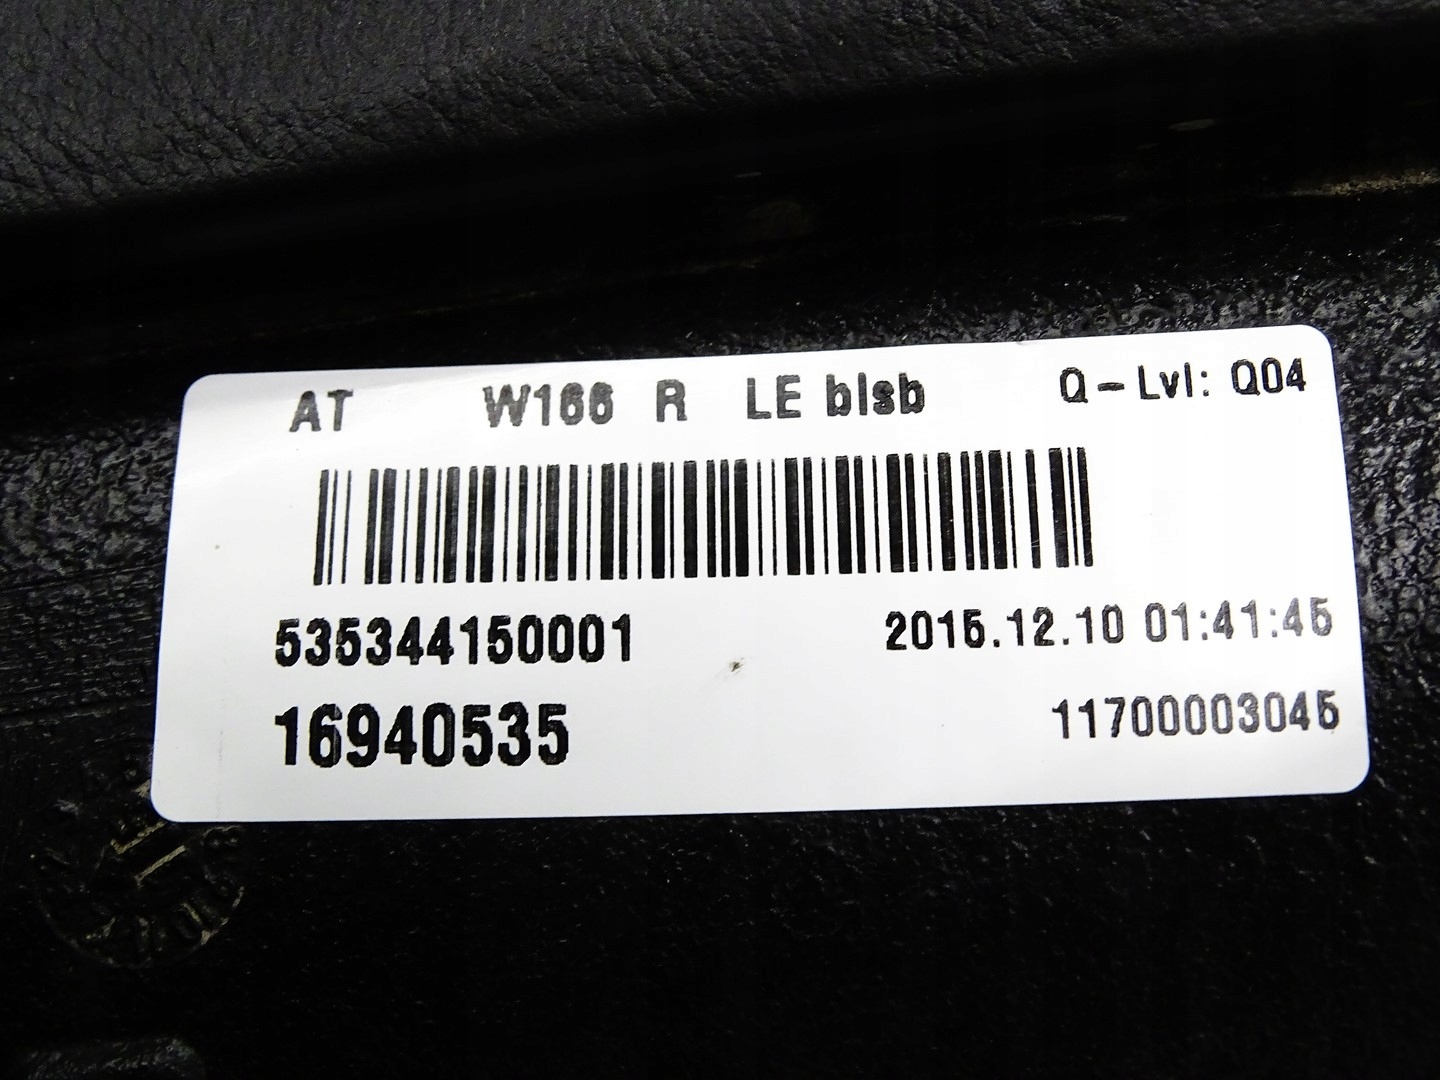 AT W166 R LE blsb Q-Lvl: Q04
535344150001 2015.12.10 01:41:45
16940535 11700003045